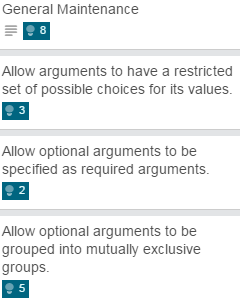 General Maintenance
8
Allow arguments to have a restricted
set of possible choices for its values.
3
Allow optional arguments to be
specified as required arguments.
2
Allow optional arguments to be
grouped into mutually exclusive
groups.
5